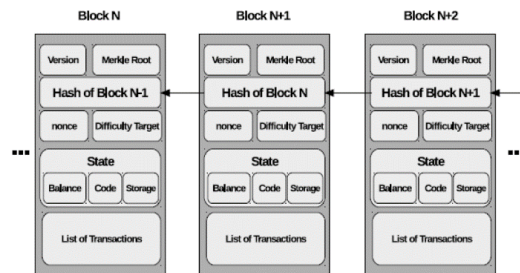 Block N
Block N+1
Block N+2
Version Merkle Root
Version Merkle Root
Version Merkle Root
Hash of Block N-1
Hash of Block N
Hash of Block N+1
nonce Difficulty Target
nonce Difficulty Target
nonce Difficulty Target
... ...
State
State
State
Balance Code Storage
Balance Code Storage
Balance Code Storage
List of Transactions
List of Transactions
List of Transactions